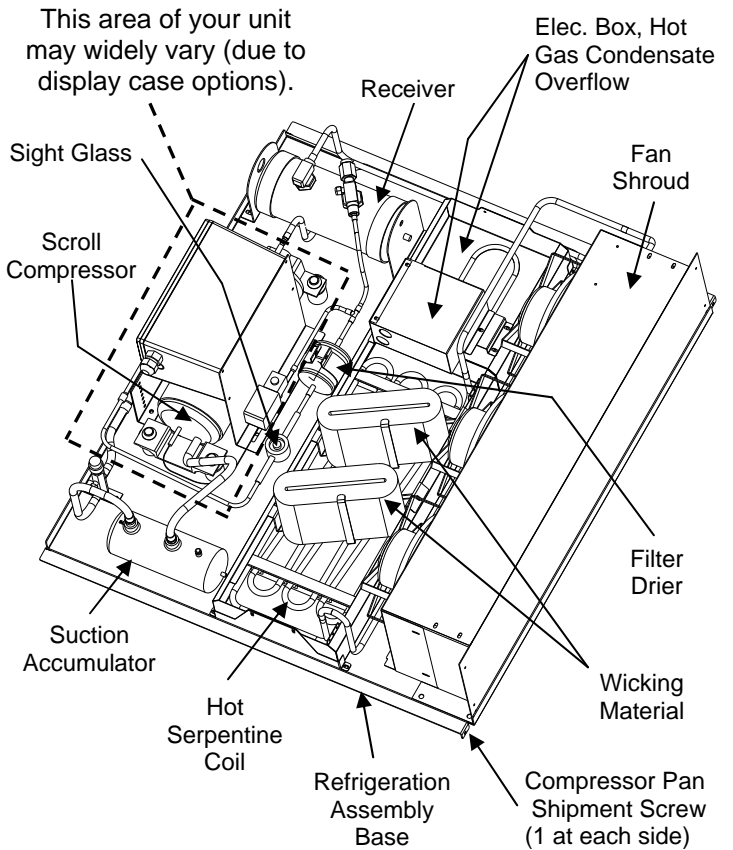 This area of your unit
may widely vary (due to
display case options).
Elec. Box, Hot
Gas Condensate
Overflow
Receiver
Sight Glass
Fan
Shroud
Scroll
Compressor
Filter
Drier
Suction
Accumulator
Wicking
Material
Hot
Serpentine
Coil
Refrigeration
Assembly
Base
Compressor Pan
Shipment Screw
(1 at each side)